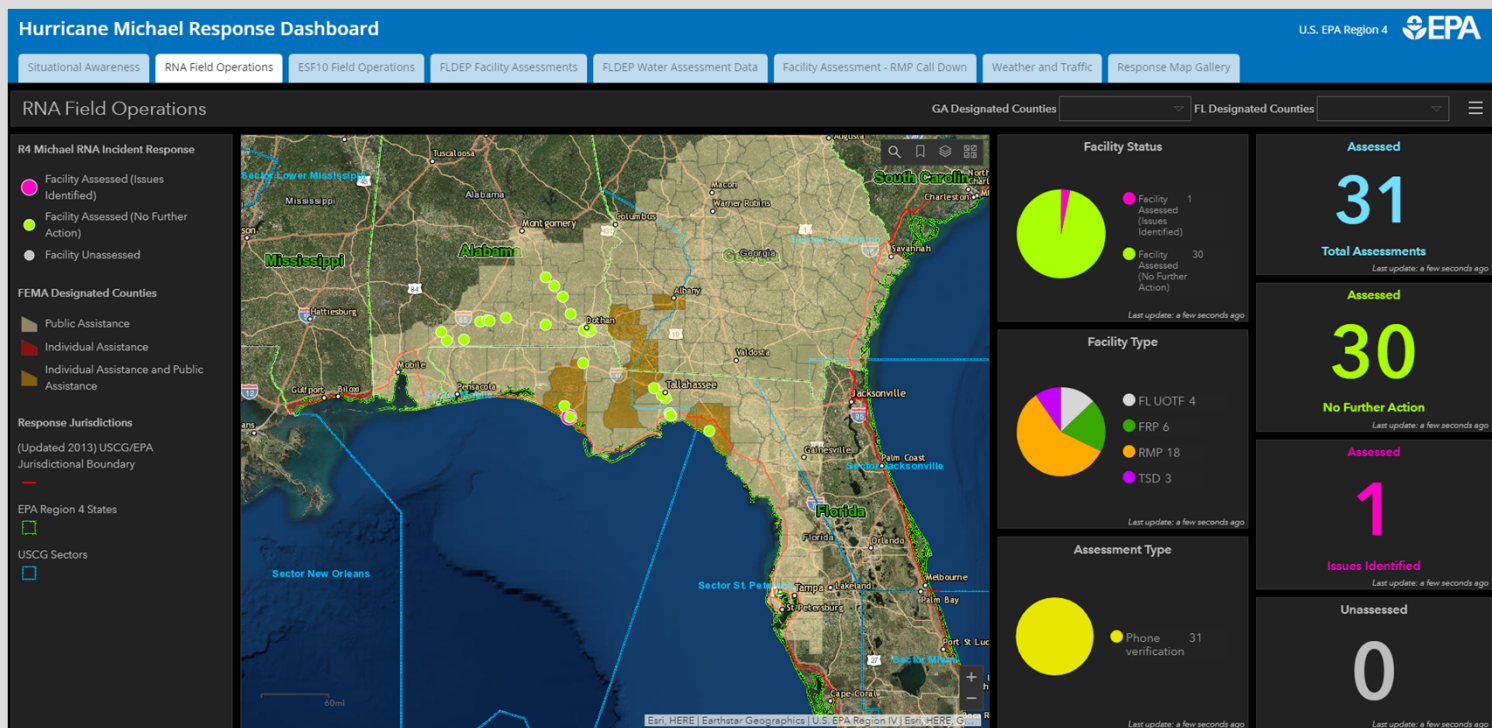 Hurricane Michael Response Dashboard
U.S. EPA Region 4
EPA
Situational Awareness
RNA Field Operations
ESF10 Field Operations
FLDEP Facility Assessments
FLDEP Water Assessment Data
Facility Assessment - RMP Call Down
Weather and Traffic
Response Map Gallery
RNA Field Operations
GA Designated Counties
FL Designated Counties
R4 Michael RNA Incident Response
Facility Assessed (Issues
Identified)
Facility Assessed (No Further
Action)
Facility Unassessed
FEMA Designated Counties
Public Assistance
Individual Assistance
Individual Assistance and Public
Assistance
Response Jurisdictions
(Updated 2013) USCG/EPA
Jurisdictional Boundary
EPA Region 4 States
USCG Sectors
Tuscaloosa
Sector Lower Mississippi
Mississippi
Alabama
Macon
Warner Robins
South Carolin
Charleston
Montgomery
Columbus
Alabama
Georgia
Savannah
Mississippi
84
Albany
Hattiesburg
65
Dothan
Valdosta
Mobile
Gulfport
Biloxi
Pensacola
Tallahassee
Jacksonville
12
95
Gainesville
Palm Coast
Sector Jacksonville
Florida
Florida
Orlando
Sector New Orleans
Sector St. Pete
Tampa
Lakeland
Melbourne
Palm Bay
St. Petersburg
Port St Luc
27
Sector Miami
Cape Coral
60mi
+
−
Esri, HERE | Earthstar Geographics | U.S. EPA Region IV | Esri, HERE, G
Facility Status
Facility 1
Assessed
(Issues
Identified)
Facility 30
Assessed
(No Further
Action)
Last update: a few seconds ago
Facility Type
FL UOTF 4
FRP 6
RMP 18
TSD 3
Last update: a few seconds ago
Assessment Type
Phone 31
verification
Last update: a few seconds ago
Assessed
31
Total Assessments
Last update: a few seconds ago
Assessed
30
No Further Action
Last update: a few seconds ago
Assessed
1
Issues Identified
Last update: a few seconds ago
Unassessed
0
Last update: a few seconds ago